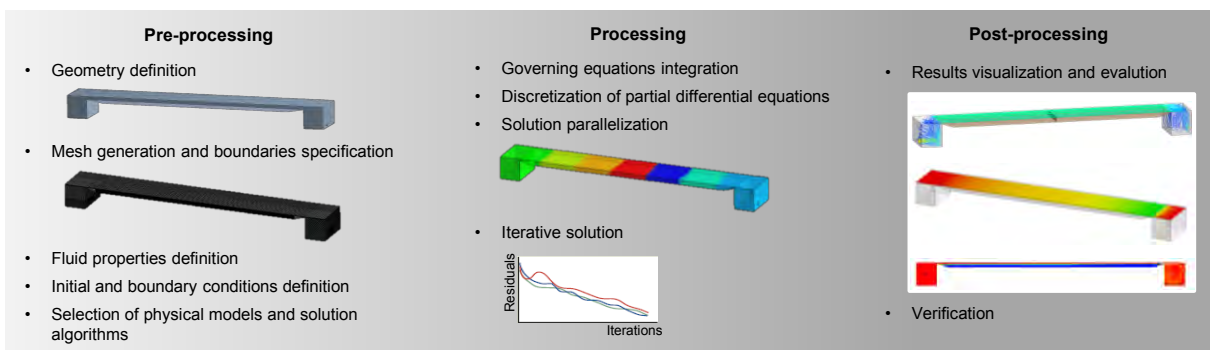 Pre-processing
• Geometry definition
• Mesh generation and boundaries specification
• Fluid properties definition
• Initial and boundary conditions definition
• Selection of physical models and solution
algorithms
Processing
• Governing equations integration
• Discretization of partial differential equations
• Solution parallelization
• Iterative solution
Residuals
Iterations
Post-processing
• Results visualization and evalution
• Verification